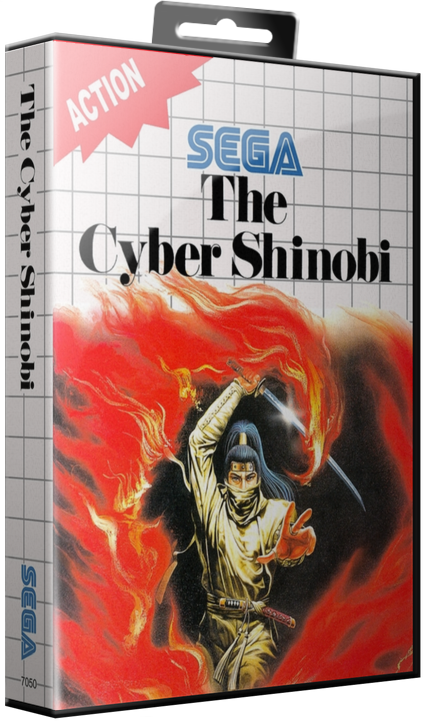 ACTION
SEGA
The
Cyber Shinobi
The Cyber Shinobi
SEGA
7050